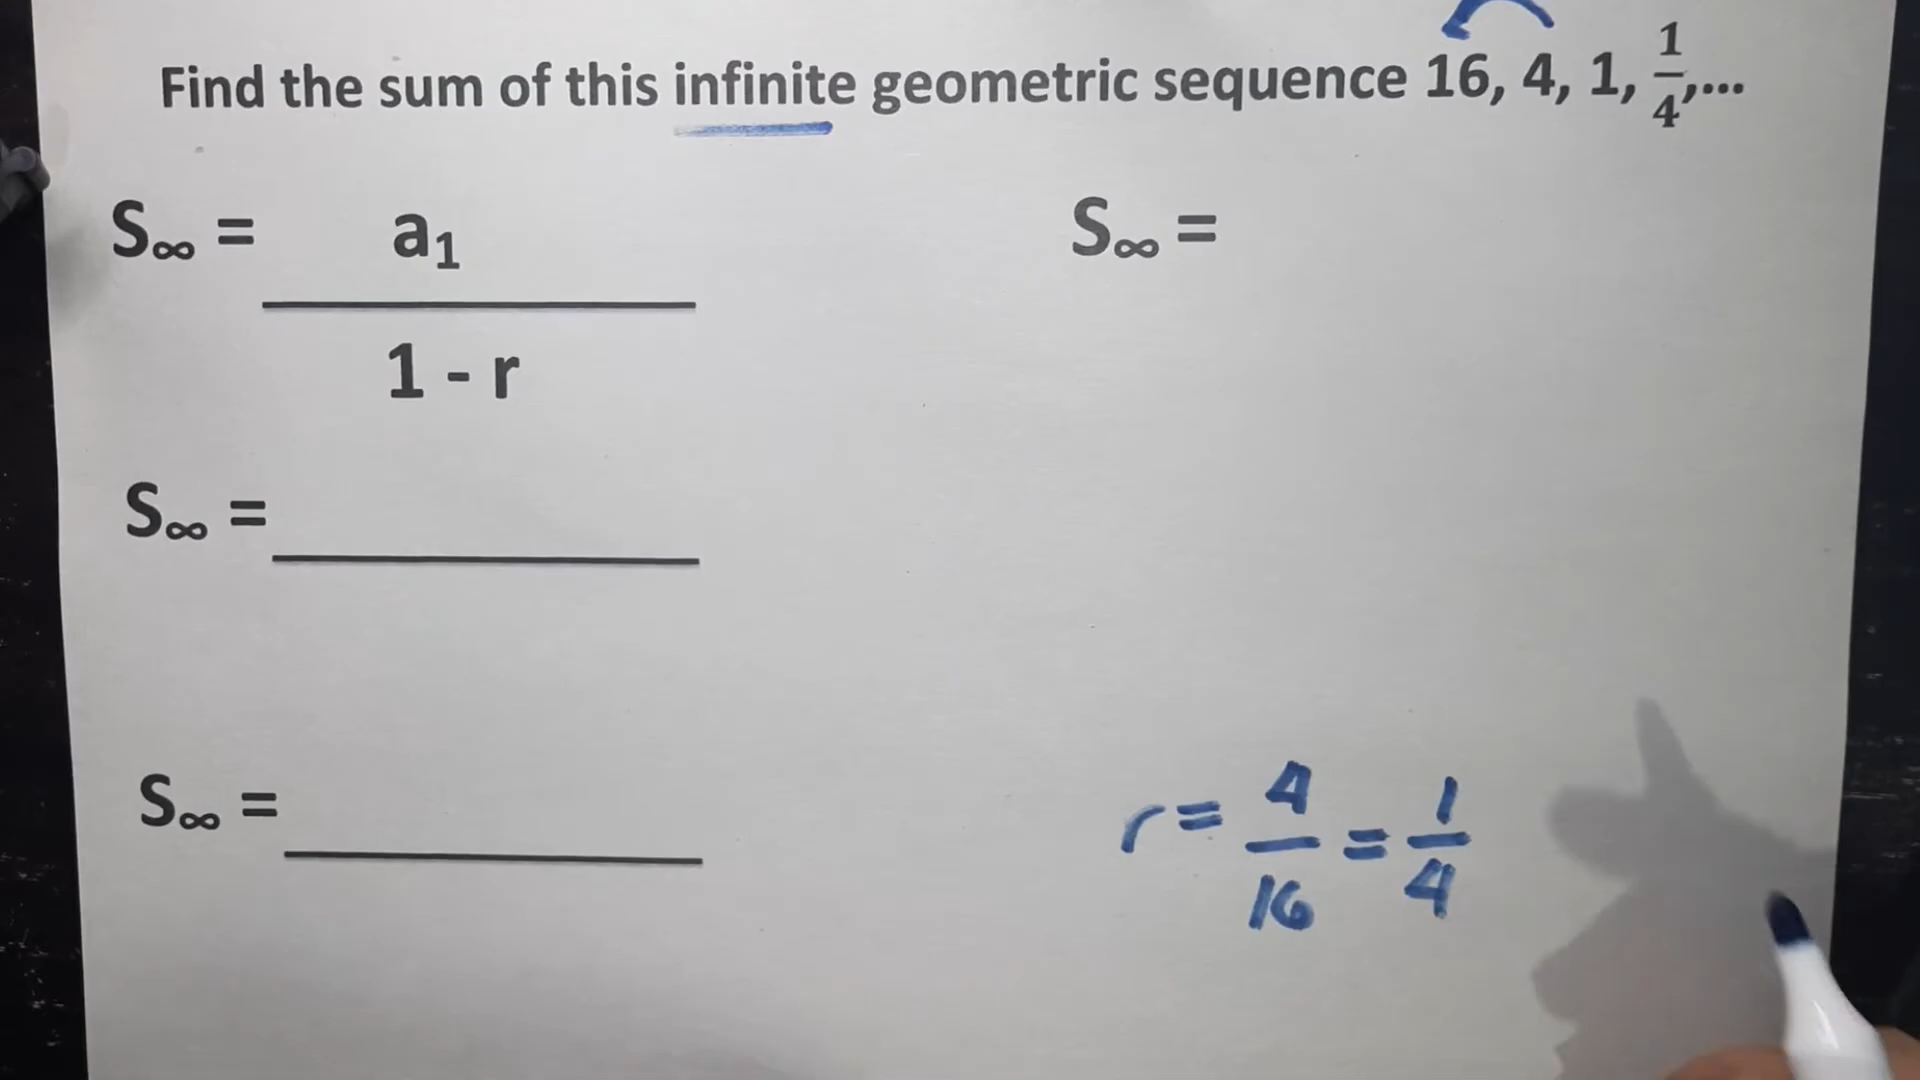 Find the sum of this infinite geometric sequence 16, 4, 1, 1/4,...
S∞ = a₁
1 - r
S∞ =
S∞ =
S∞ =
r = 4/16 = 1/4